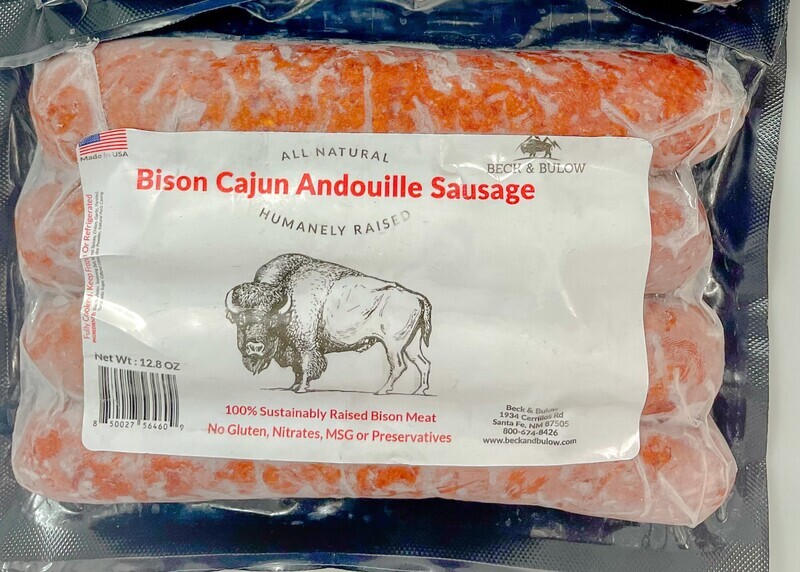 Made in USA
ALL NATURAL
BECK & BULOW
Bison Cajun Andouille Sausage
HUMANELY RAISED
Fully Cooked, Keep Frozen Or Refrigerated
Net Wt : 12.8 OZ
8 50027 56460 9
100% Sustainably Raised Bison Meat
No Gluten, Nitrates, MSG or Preservatives
Beck & Bulow
1934 Cerrillos Rd
Santa Fe, NM 87505
800-674-8426
www.beckandbulow.com